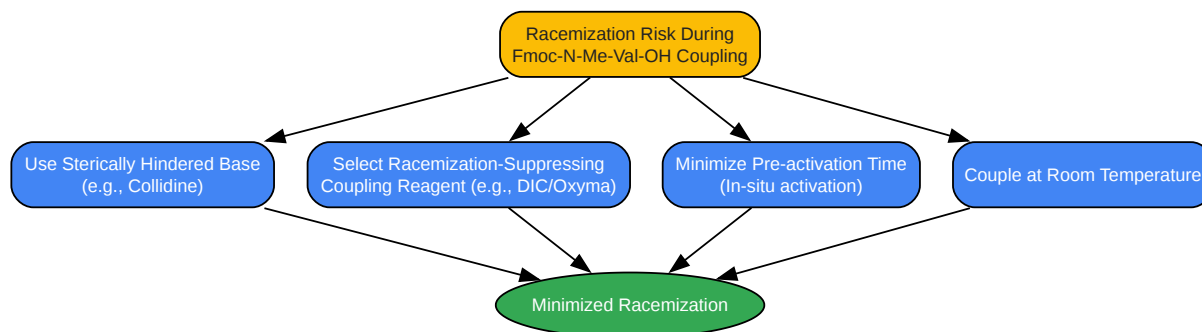 Racemization Risk During
Fmoc-N-Me-Val-OH Coupling
Use Sterically Hindered Base
(e.g., Collidine)
Select Racemization-Suppressing
Coupling Reagent (e.g., DIC/Oxyma)
Minimize Pre-activation Time
(In-situ activation)
Couple at Room Temperature
Minimized Racemization